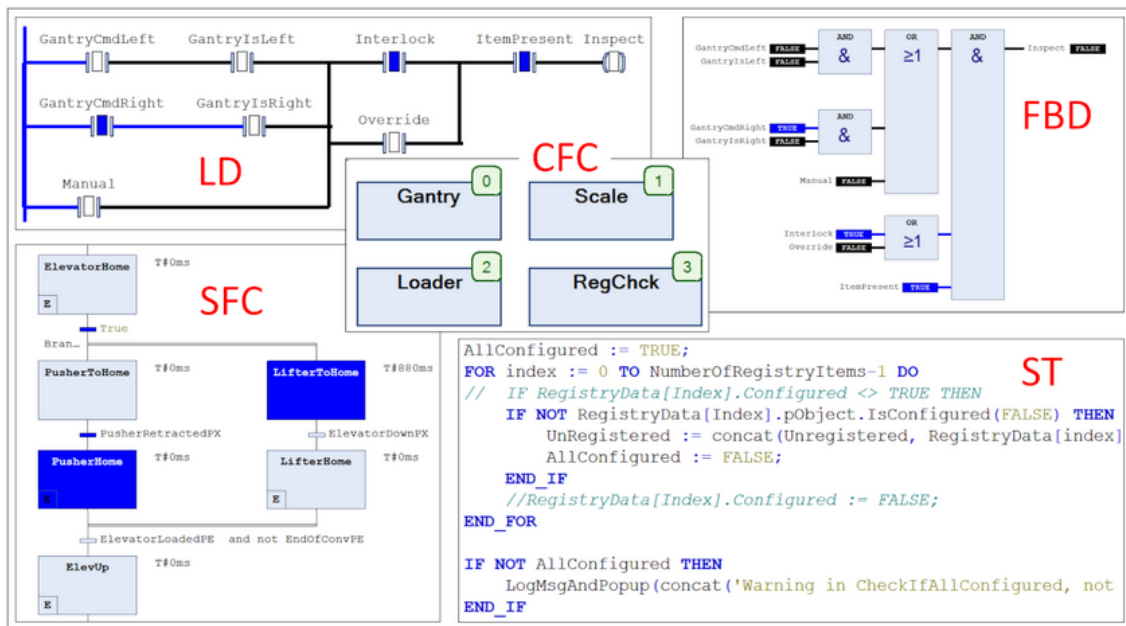 GantryCmdLeft GantryIsLeft Interlock ItemPresent Inspect
GantryCmdRight GantryIsRight
Override
LD
Manual
CFC
Gantry 0
Scale 1
Loader 2
RegChck 3
AND OR AND
& ≥1 &
GantryCmdLeft FALSE
GantryIsLeft FALSE
Inspect FALSE
FBD
AND
&
GantryCmdRight TRUE
GantryIsRight FALSE
Manual FALSE
OR
≥1
Interlock TRUE
Override FALSE
ItemPresent TRUE
ElevatorHome T#0ms
E
SFC
True
Bran...
PusherToHome T#0ms LifterToHome T#880ms
PusherRetractedPX ElevatorDownPX
PusherHome T#0ms LifterHome T#0ms
E E
ElevatorLoadedPE and not EndOfConvPE
ElevUp T#0ms
E
ST
AllConfigured := TRUE;
FOR index := 0 TO NumberOfRegistryItems-1 DO
// IF RegistryData[Index].Configured <> TRUE THEN
IF NOT RegistryData[Index].pObject.IsConfigured(FALSE) THEN
UnRegistered := concat(Unregistered, RegistryData[index]
AllConfigured := FALSE;
END_IF
//RegistryData[Index].Configured := FALSE;
END_FOR
IF NOT AllConfigured THEN
LogMsgAndPopup(concat('Warning in CheckIfAllConfigured, not
END_IF